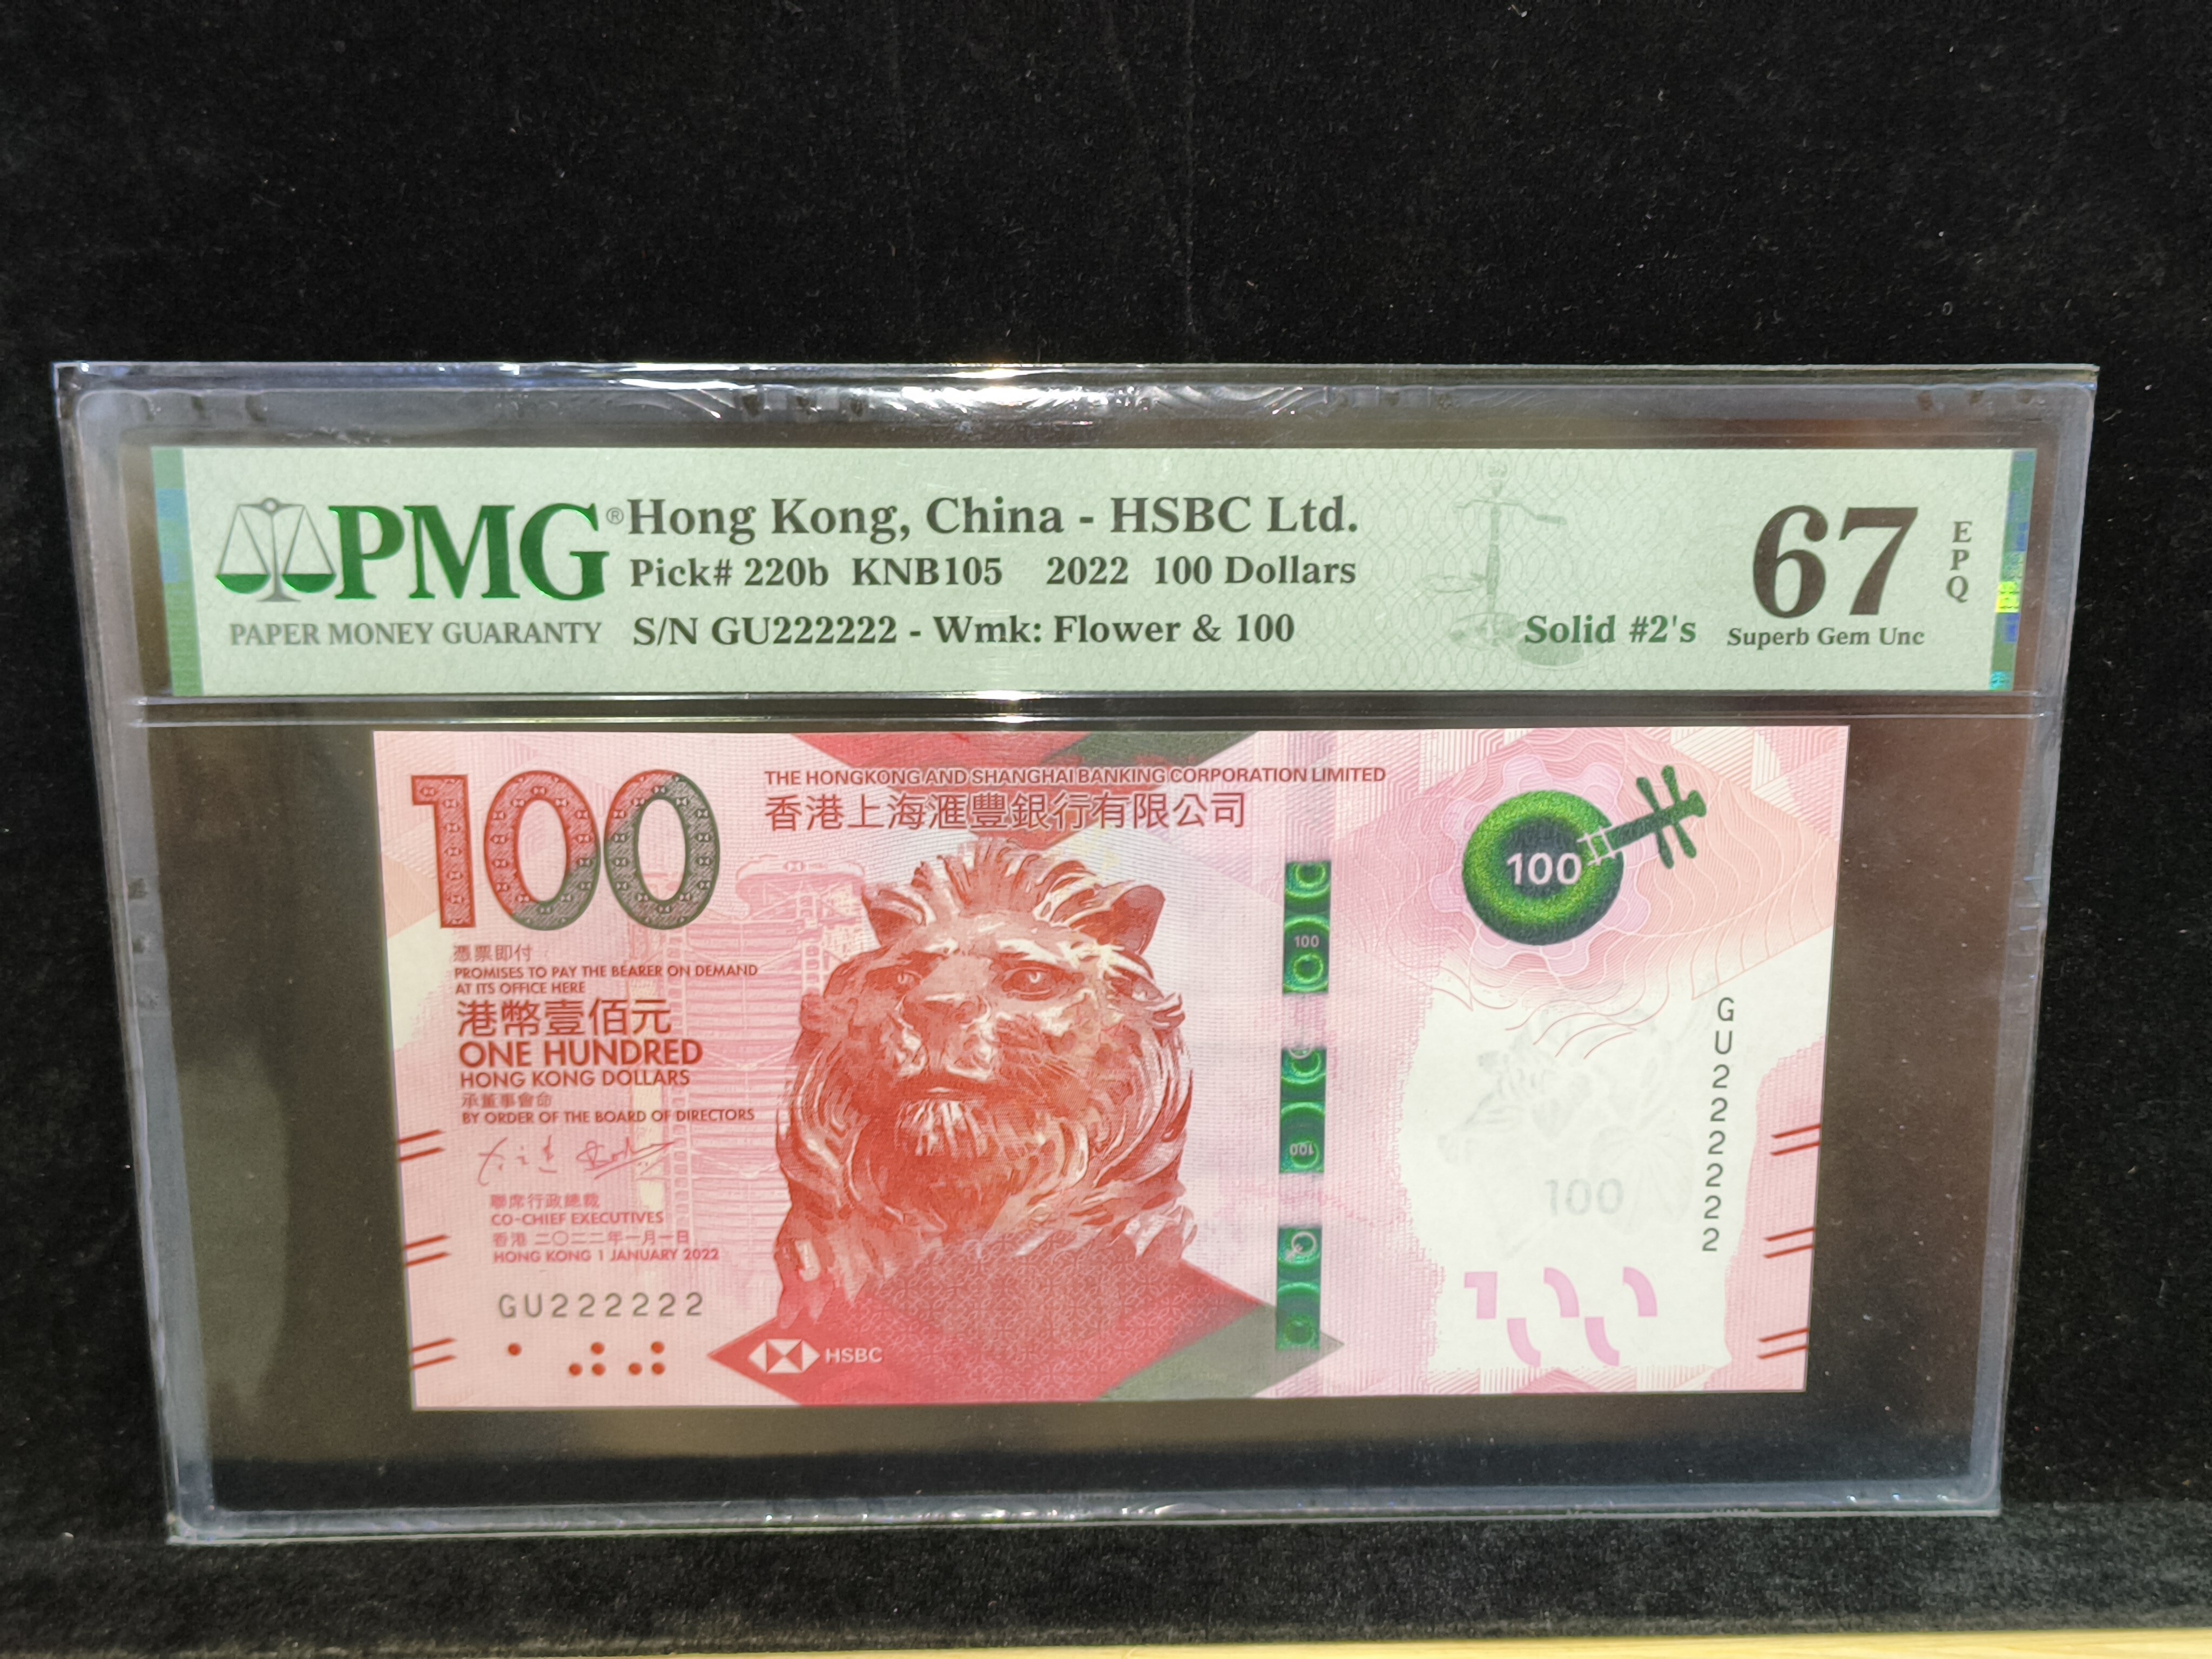 PMG®
PAPER MONEY GUARANTY
Hong Kong, China - HSBC Ltd.
Pick# 220b KNB105 2022 100 Dollars
S/N GU222222 - Wmk: Flower & 100
Solid #2's
67
EPQ
Superb Gem Unc
100
THE HONGKONG AND SHANGHAI BANKING CORPORATION LIMITED
香港上海滙豐銀行有限公司
憑票即付
PROMISES TO PAY THE BEARER ON DEMAND
AT ITS OFFICE HERE
港幣壹佰元
ONE HUNDRED
HONG KONG DOLLARS
承董事會命
BY ORDER OF THE BOARD OF DIRECTORS
聯席行政總裁
CO-CHIEF EXECUTIVES
香港 二〇二二年一月一日
HONG KONG 1 JANUARY 2022
GU222222
HSBC
100
100
100
100
GU222222